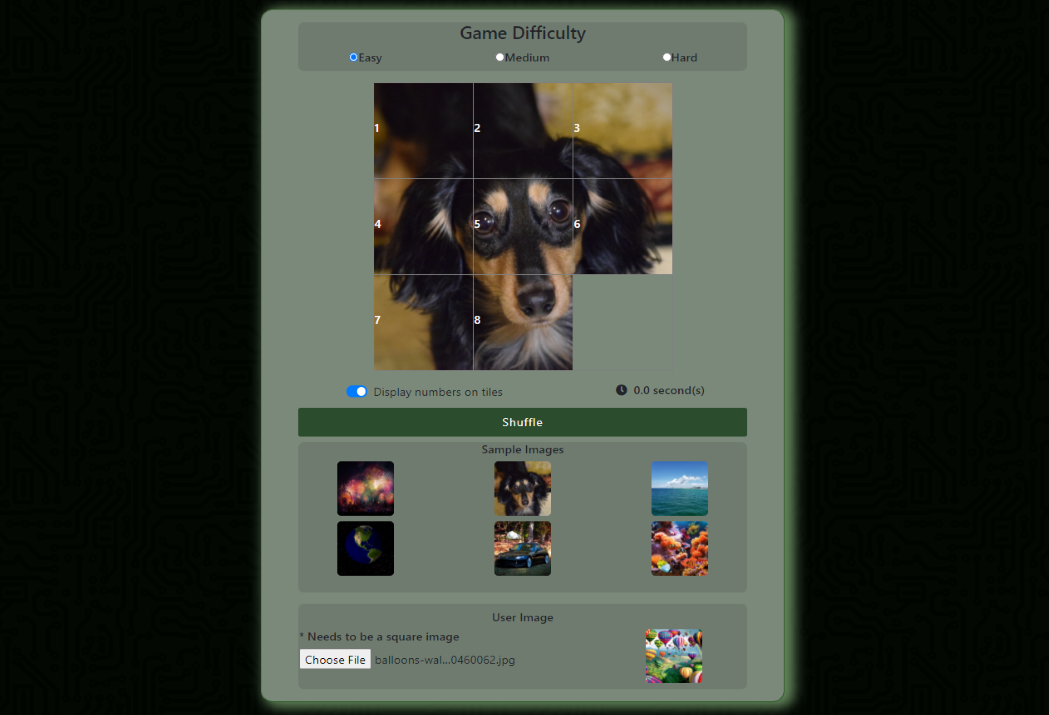 Game Difficulty
Easy Medium Hard
1 2 3
4 5 6
7 8
Display numbers on tiles 0.0 second(s)
Shuffle
Sample Images
User Image
* Needs to be a square image
Choose File balloons-wal...0460062.jpg